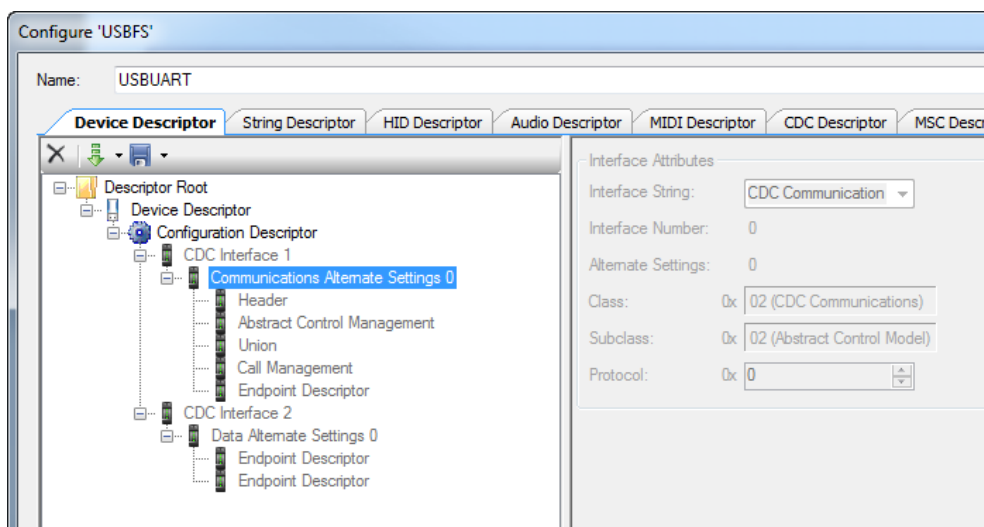 Configure 'USBFS'
Name: USBUART
Device Descriptor String Descriptor HID Descriptor Audio Descriptor MIDI Descriptor CDC Descriptor MSC Descr
Descriptor Root
Device Descriptor
Configuration Descriptor
CDC Interface 1
Communications Alternate Settings 0
Header
Abstract Control Management
Union
Call Management
Endpoint Descriptor
CDC Interface 2
Data Alternate Settings 0
Endpoint Descriptor
Endpoint Descriptor
Interface Attributes
Interface String: CDC Communication
Interface Number: 0
Alternate Settings: 0
Class: 0x 02 (CDC Communications)
Subclass: 0x 02 (Abstract Control Model)
Protocol: 0x 0